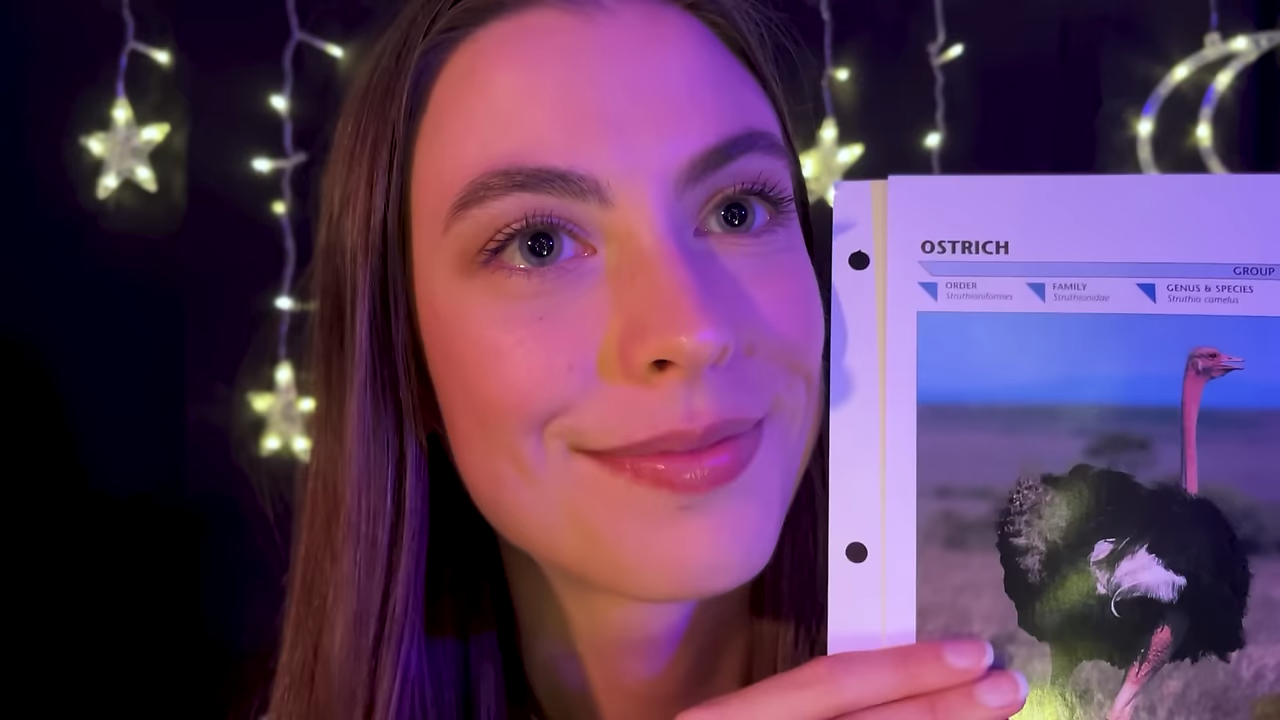 OSTRICH
GROUP
ORDER FAMILY GENUS & SPECIES
Struthioniformes Struthionidae Struthio camelus